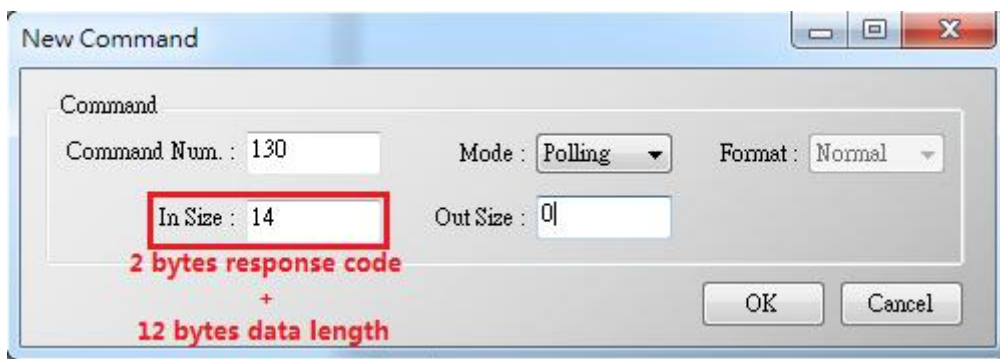 New Command
Command
Command Num. : 130 Mode : Polling Format : Normal
In Size : 14 Out Size : 0
2 bytes response code
+
12 bytes data length
OK Cancel